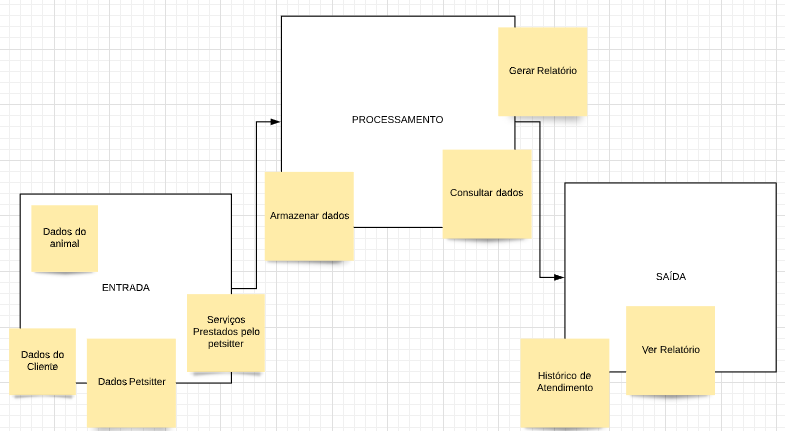 Gerar Relatório
PROCESSAMENTO
Consultar dados
Armazenar dados
Dados do
animal
ENTRADA
Serviços
Prestados pelo
petsitter
Dados do
Cliente
Dados Petsitter
SAÍDA
Ver Relatório
Histórico de
Atendimento